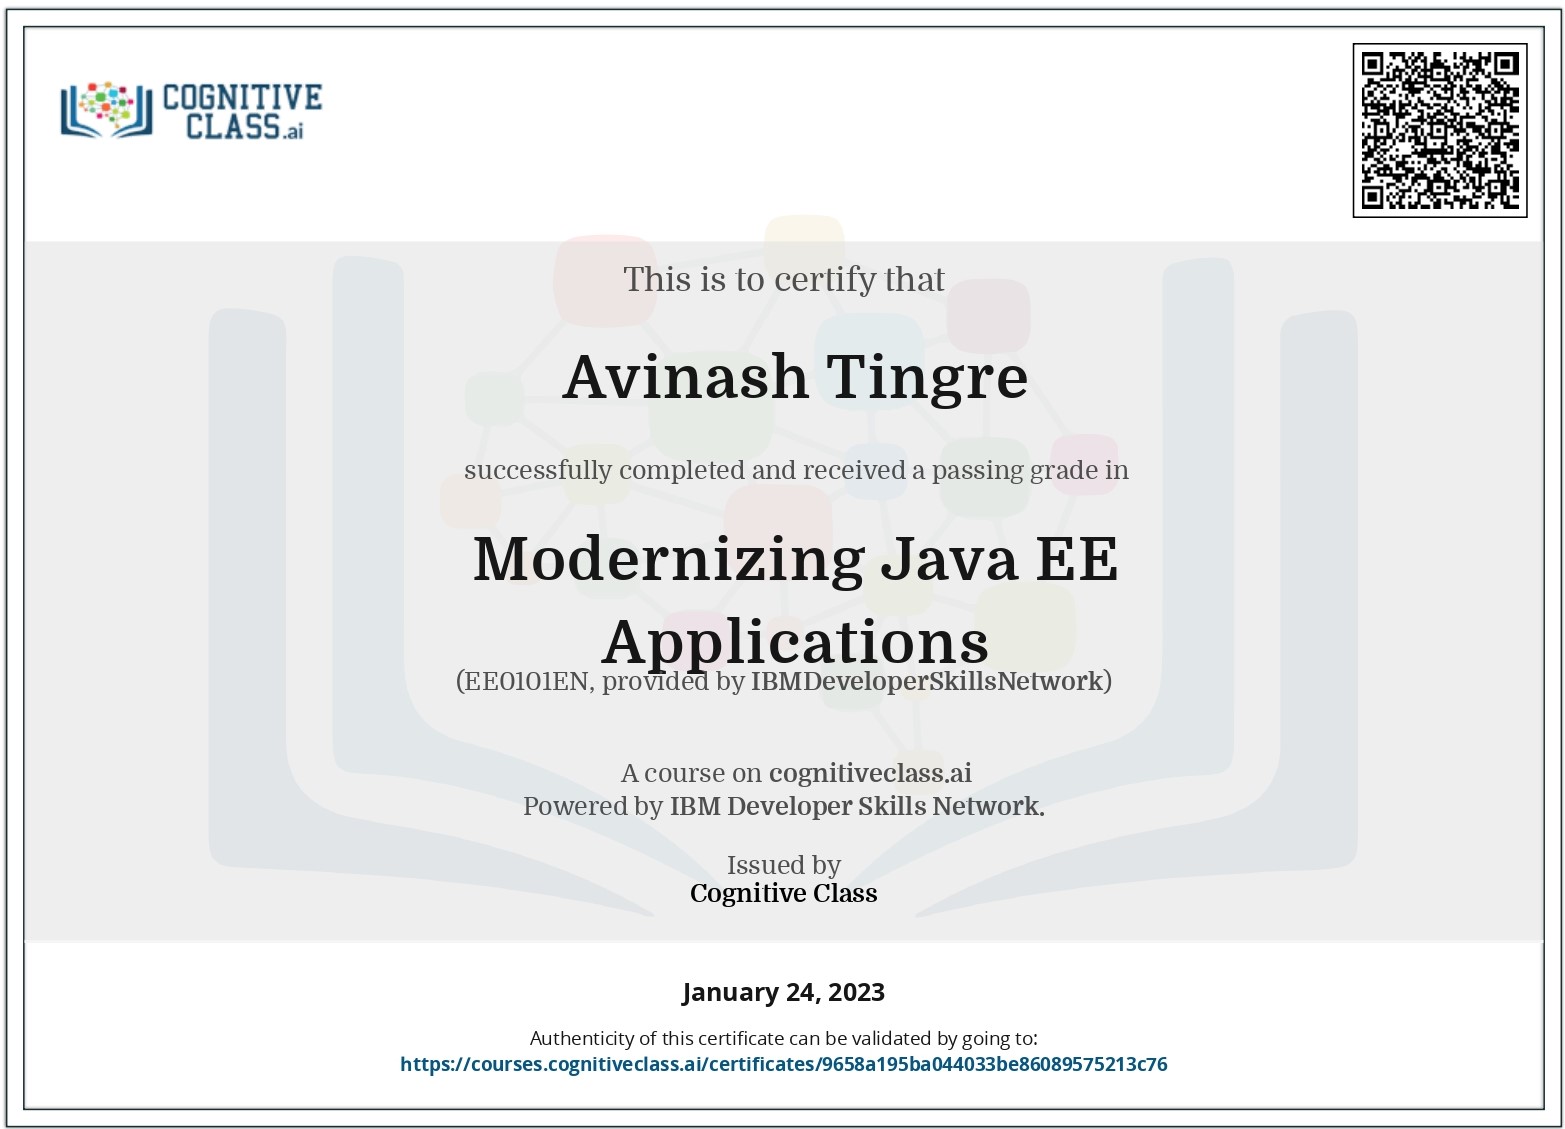 COGNITIVE
CLASS.ai
This is to certify that
Avinash Tingre
successfully completed and received a passing grade in
Modernizing Java EE
Applications
(EE0101EN, provided by IBMDeveloperSkillsNetwork)
A course on cognitiveclass.ai
Powered by IBM Developer Skills Network.
Issued by
Cognitive Class
January 24, 2023
Authenticity of this certificate can be validated by going to:
https://courses.cognitiveclass.ai/certificates/9658a195ba044033be86089575213c76